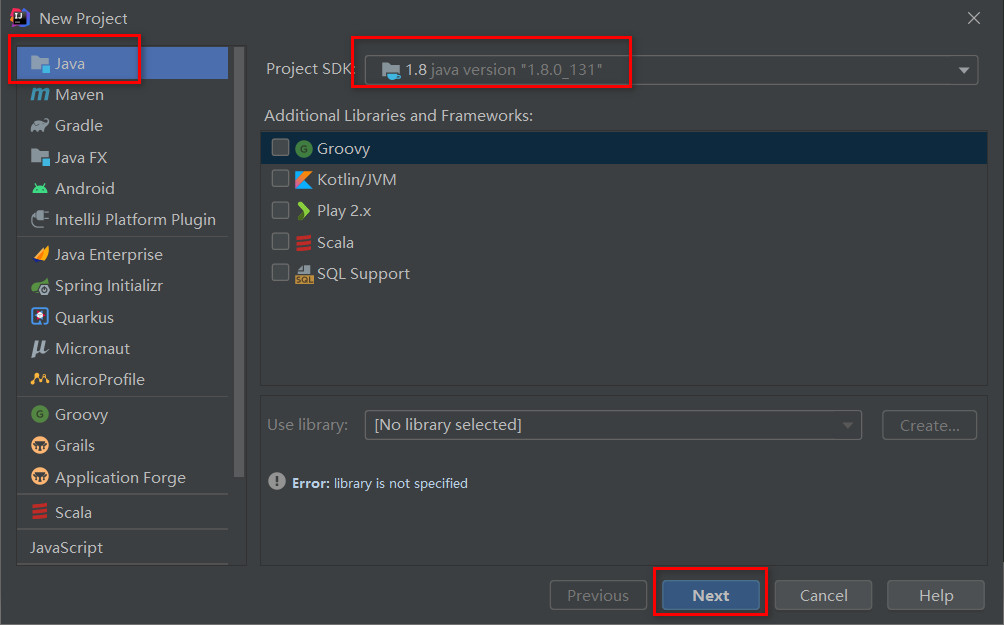 New Project
Java
Maven
Gradle
Java FX
Android
IntelliJ Platform Plugin
Java Enterprise
Spring Initializr
Quarkus
Micronaut
MicroProfile
Groovy
Grails
Application Forge
Scala
JavaScript
Project SDK: 1.8 java version "1.8.0_131"
Additional Libraries and Frameworks:
Groovy
Kotlin/JVM
Play 2.x
Scala
SQL Support
Use library: [No library selected] Create...
Error: library is not specified
Previous Next Cancel Help